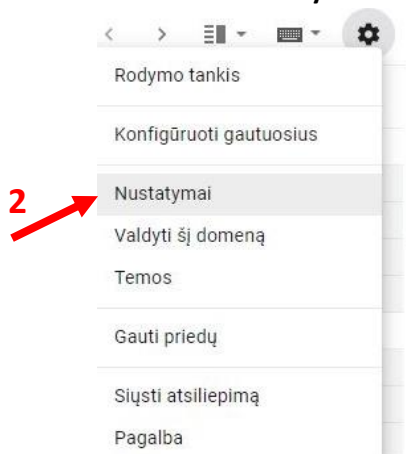 Rodymo tankis
Konfigūruoti gautuosius
2
Nustatymai
Valdyti šį domeną
Temos
Gauti priedų
Siųsti atsiliepimą
Pagalba